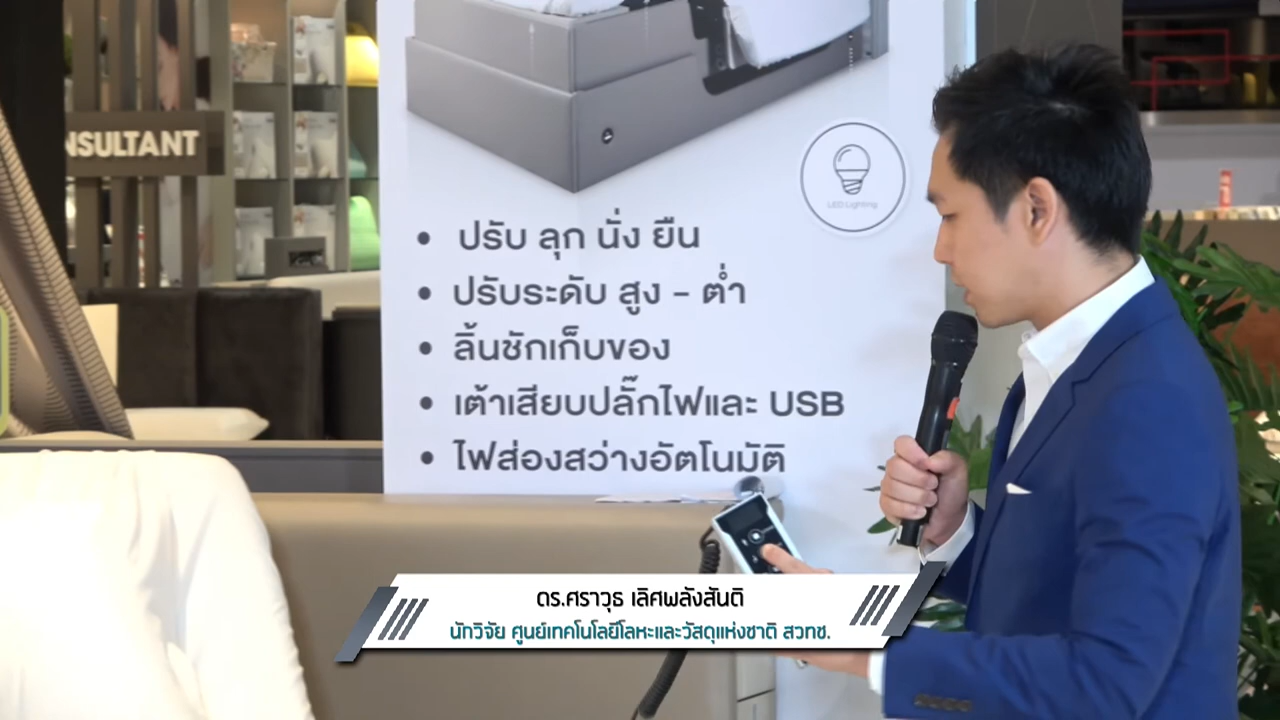 NSULTANT
LED Lighting
• ปรับ ลุก นั่ง ยืน
• ปรับระดับ สูง - ต่ำ
• ลิ้นชักเก็บของ
• เต้าเสียบปลั๊กไฟและ USB
• ไฟส่องสว่างอัตโนมัติ
ดร.ศราวุธ เลิศพลังสันติ
นักวิจัย ศูนย์เทคโนโลยีโลหะและวัสดุแห่งชาติ สวทช.